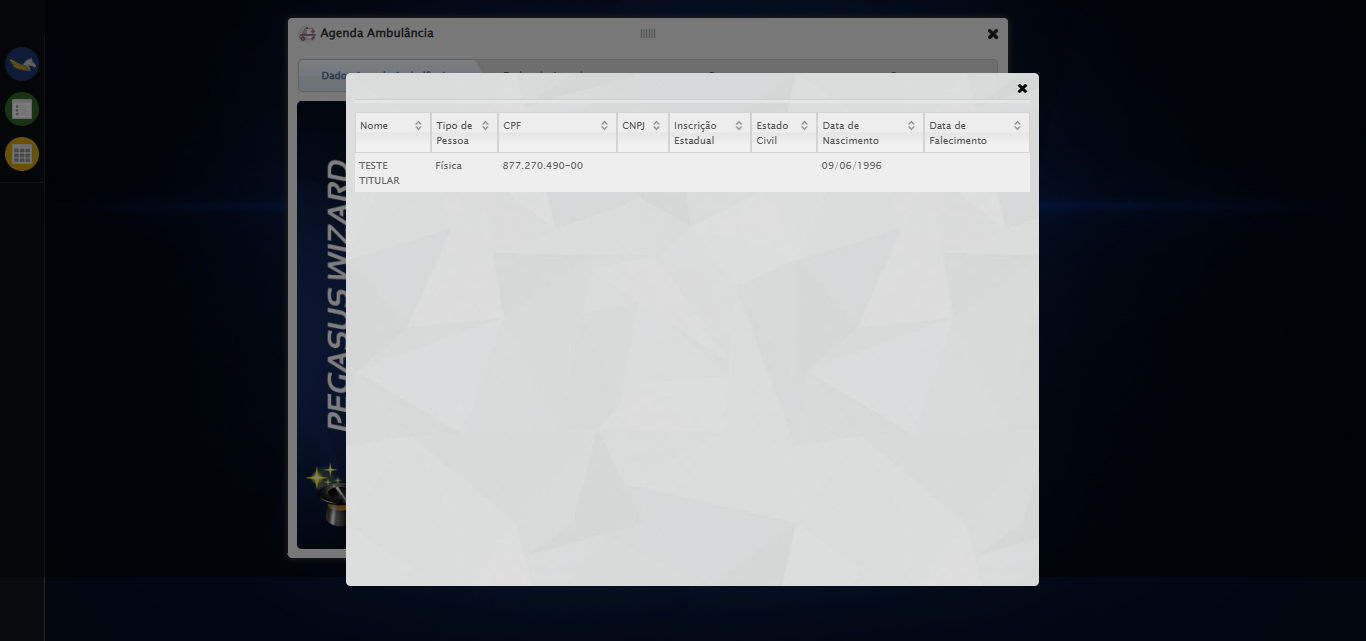 Agenda Ambulância
Nome
Tipo de
Pessoa
CPF
CNPJ
Inscrição
Estadual
Estado
Civil
Data de
Nascimento
Data de
Falecimento
TESTE
TITULAR
Física
877.270.490-00
09/06/1996
PEGASUS WIZARD